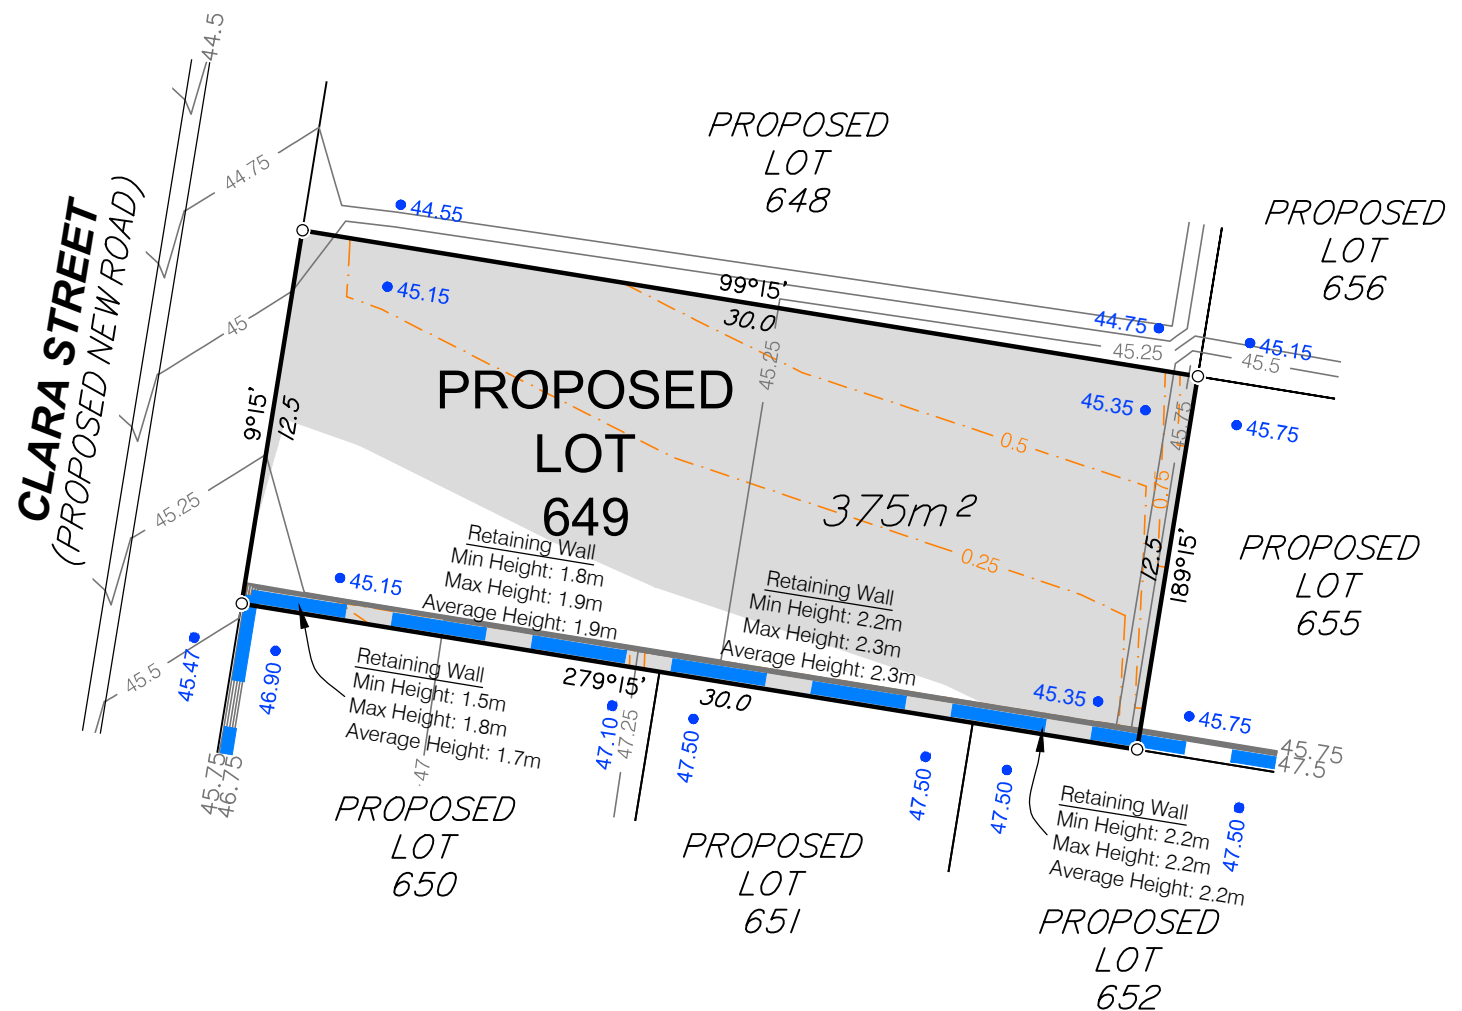 44.5
44.75
45
45.25
45.5
CLARA STREET
(PROPOSED NEW ROAD)
PROPOSED
LOT
648
PROPOSED
LOT
656
44.55
45.15
99°15'
30.0
44.75
45.25
45.15
45.5
45.25
45.35
45.75
45.75
9°15'
12.5
PROPOSED
LOT
649
375m²
0.5
0.75
0.25
12.5
189°15'
PROPOSED
LOT
655
45.15
Retaining Wall
Min Height: 1.8m
Max Height: 1.9m
Average Height: 1.9m
Retaining Wall
Min Height: 2.2m
Max Height: 2.3m
Average Height: 2.3m
45.35
45.75
45.47
46.90
Retaining Wall
Min Height: 1.5m
Max Height: 1.8m
Average Height: 1.7m
279°15'
30.0
47.10
47.25
47.50
47.50
47.50
47.50
45.75
47.5
45.75
46.75
47
Retaining Wall
Min Height: 2.2m
Max Height: 2.2m
Average Height: 2.2m
PROPOSED
LOT
650
PROPOSED
LOT
651
PROPOSED
LOT
652